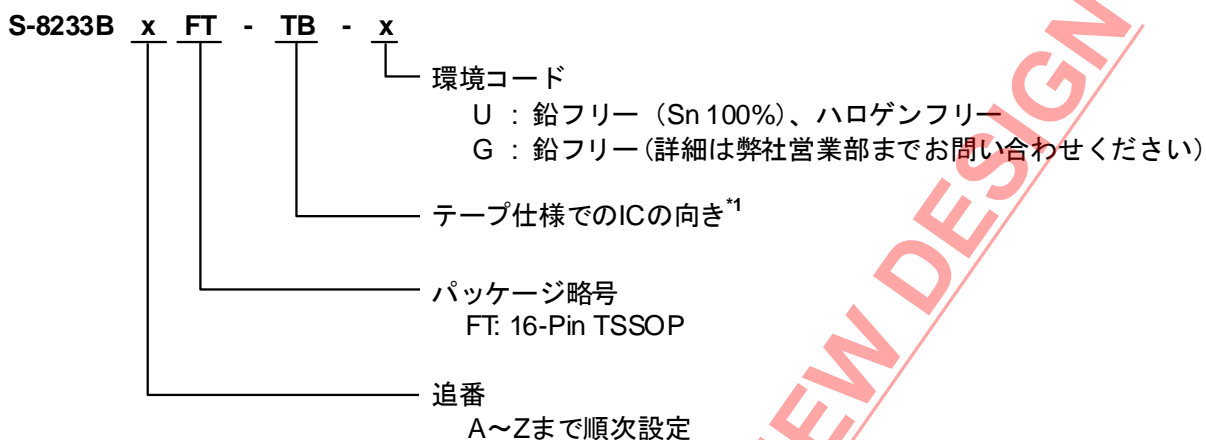 S-8233B x FT - TB - x
環境コード
U : 鉛フリー (Sn 100%)、ハロゲンフリー
G : 鉛フリー (詳細は弊社営業部までお問い合わせください)
テープ仕様でのICの向き*1
パッケージ略号
FT: 16-Pin TSSOP
追番
A～Zまで順次設定
EW DESIGN